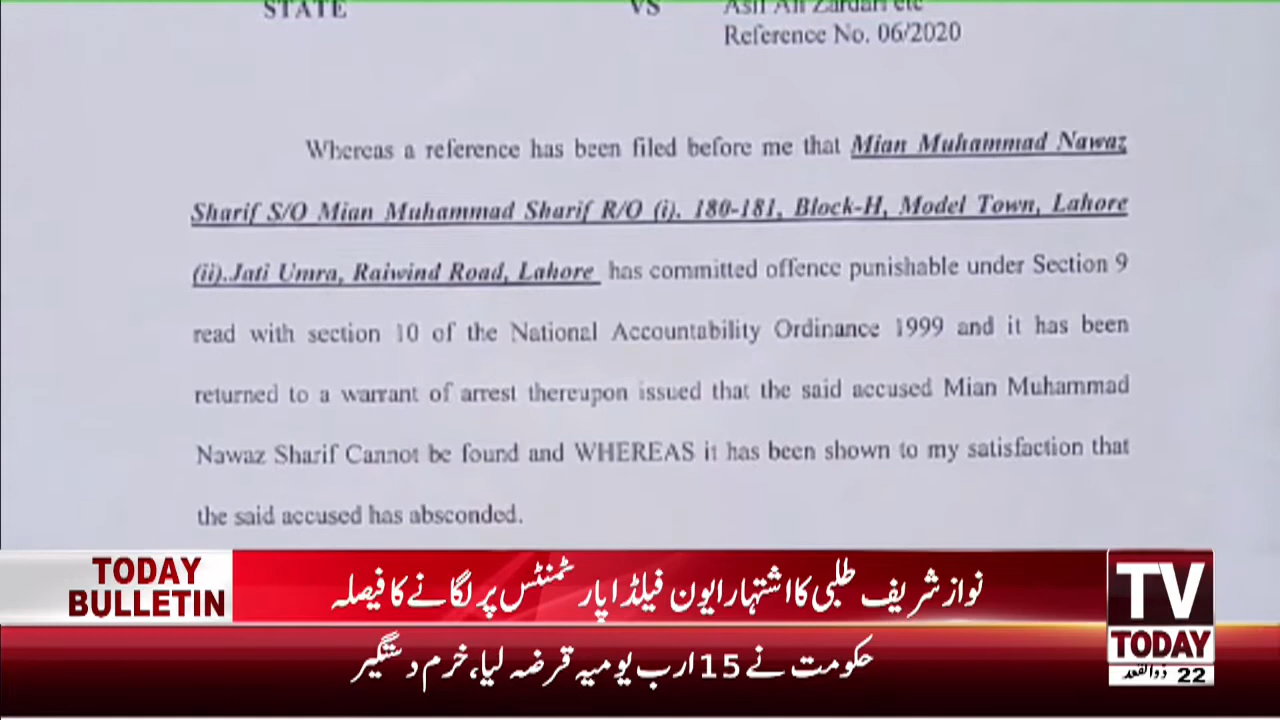 STATE VS Asif Ali Zardari etc
Reference No. 06/2020
Whereas a reference has been filed before me that Mian Muhammad Nawaz
Sharif S/O Mian Muhammad Sharif R/O (i). 180-181, Block-H, Model Town, Lahore
(ii).Jati Umra, Raiwind Road, Lahore has committed offence punishable under Section 9
read with section 10 of the National Accountability Ordinance 1999 and it has been
returned to a warrant of arrest thereupon issued that the said accused Mian Muhammad
Nawaz Sharif Cannot be found and WHEREAS it has been shown to my satisfaction that
the said accused has absconded.
TODAY
BULLETIN
نواز شریف طلبی کا اشتہار ایون فیلڈ اپارٹمنٹس پر لگانے کا فیصلہ
حکومت نے 15 ارب یومیہ قرضہ لیا، خرم دستگیر
TV
TODAY
22 ذوالقعد